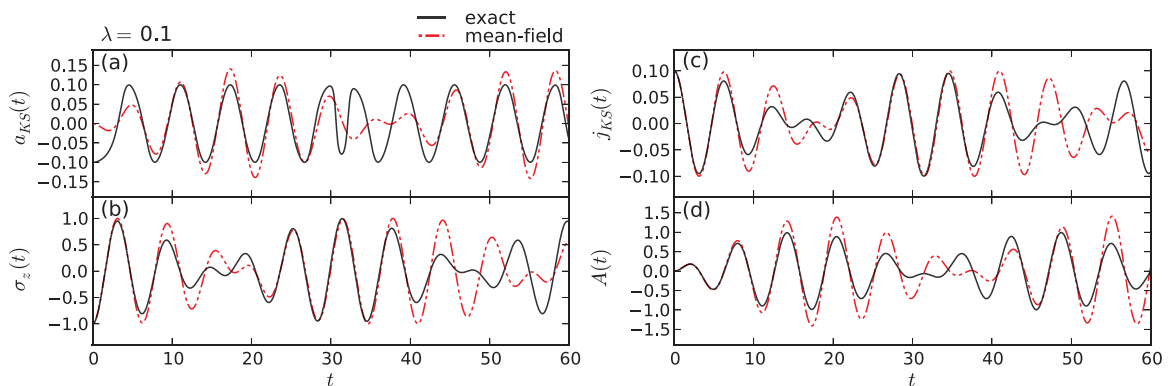 λ = 0.1
exact
mean-field
(a)
a_KS(t)
0.15
0.10
0.05
0.00
−0.05
−0.10
−0.15
(b)
σ_z(t)
1.0
0.5
0.0
−0.5
−1.0
0 10 20 30 40 50 60
t
(c)
j_KS(t)
0.10
0.05
0.00
−0.05
−0.10
(d)
A(t)
1.5
1.0
0.5
0.0
−0.5
−1.0
−1.5
0 10 20 30 40 50 60
t